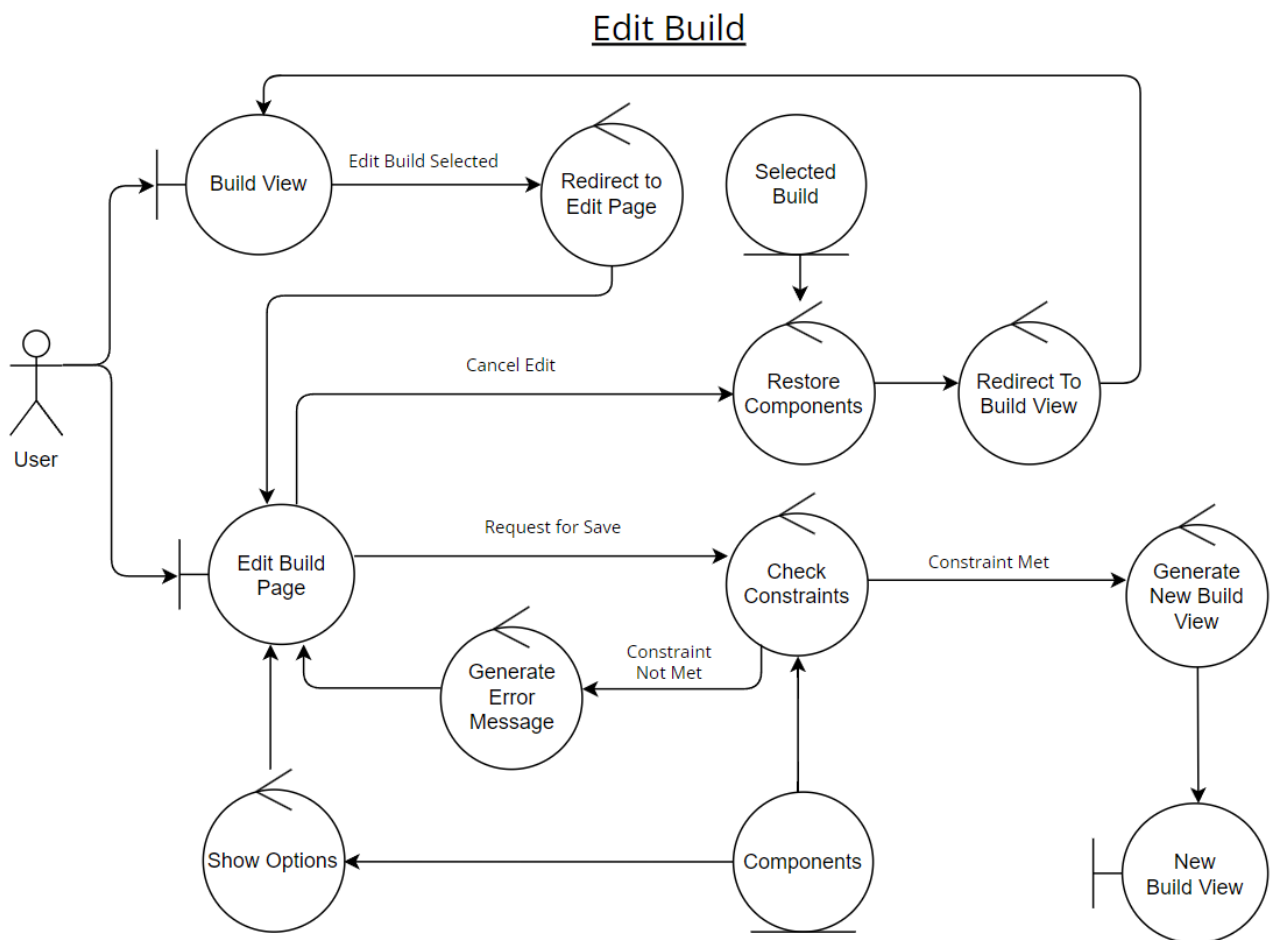 Edit Build
Build View
Edit Build Selected
Redirect to
Edit Page
Selected
Build
User
Cancel Edit
Restore
Components
Redirect To
Build View
Edit Build
Page
Request for Save
Check
Constraints
Constraint Met
Generate
New Build
View
Generate
Error
Message
Constraint
Not Met
Show Options
Components
New
Build View